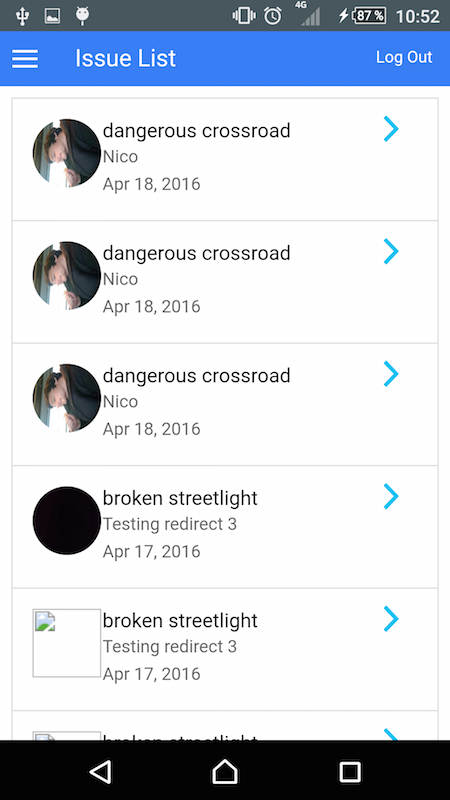 4G
87 %
10:52
Issue List
Log Out
dangerous crossroad
Nico
Apr 18, 2016
dangerous crossroad
Nico
Apr 18, 2016
dangerous crossroad
Nico
Apr 18, 2016
broken streetlight
Testing redirect 3
Apr 17, 2016
broken streetlight
Testing redirect 3
Apr 17, 2016
broken streetlight